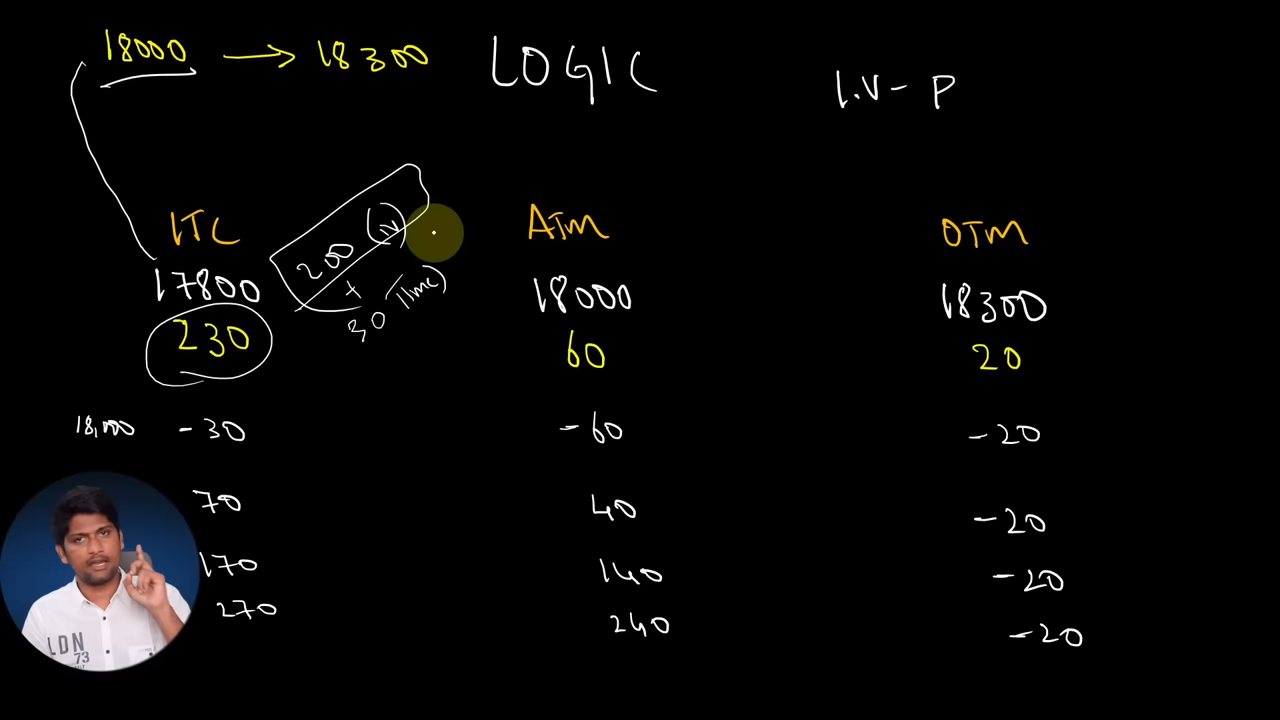 18000 → 18300 LOGIC
I.V - P
ITC ATM OTM
200 (IV)
+
30 (Time)
17800 18000 18300
230 60 20
18,000 -30 -60 -20
70 40 -20
170 140 -20
270 240 -20
LDN
73